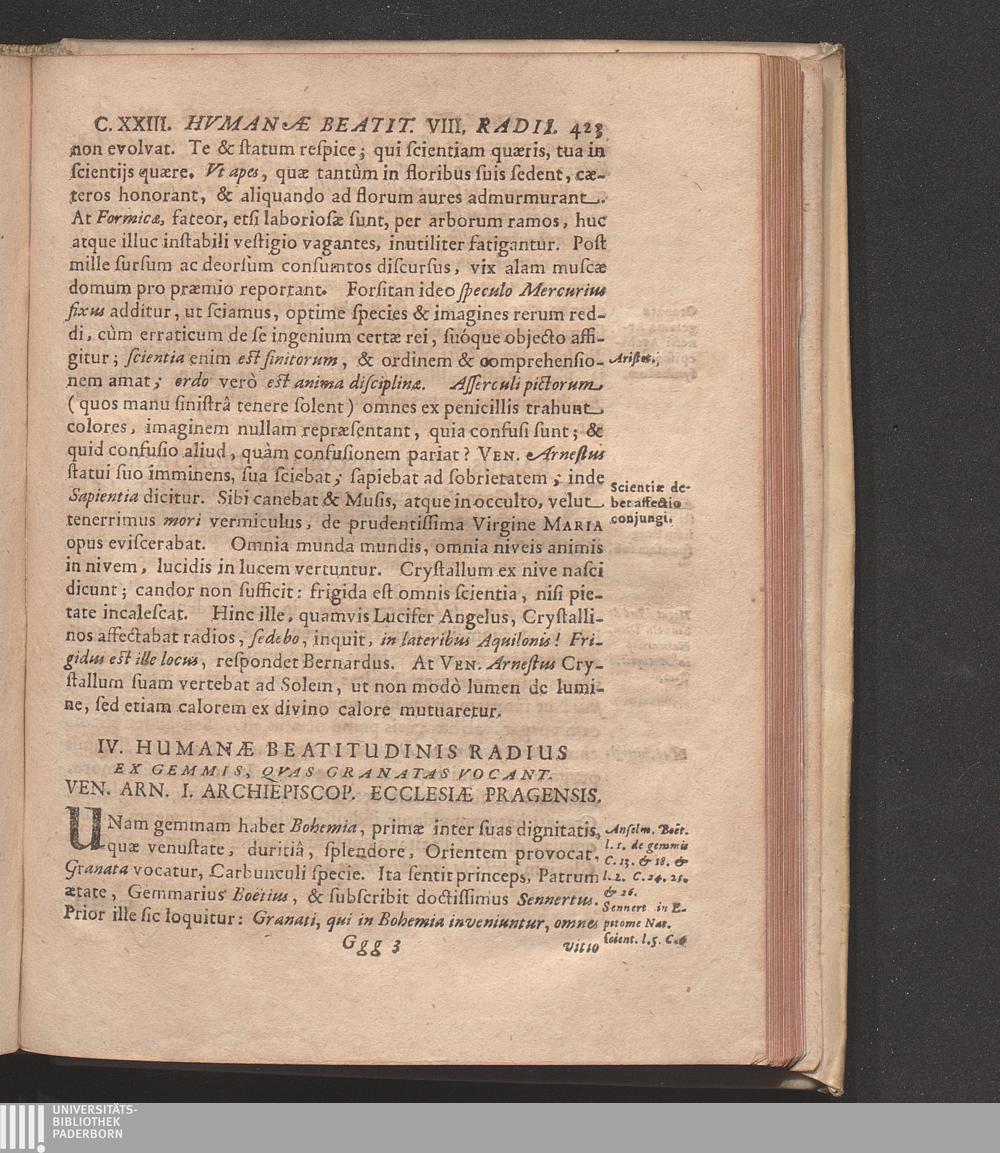 C. XXIII. HVMANÆ BEATIT. VIII. RADII. 423
non evolvat. Te & ſtatum reſpice; qui ſcientiam quæris, tua in
ſcientijs quære. Vt apes, quæ tantùm in floribus ſuis ſedent, cæ-
teros honorant, & aliquando ad florum aures admurmurant.
At Formicæ, fateor, etſi laborioſæ ſunt, per arborum ramos, huc
atque illuc inſtabili veſtigio vagantes, inutiliter fatigantur. Poſt
mille ſurſum ac deorſùm conſumtos diſcurſus, vix alam muſcæ
domum pro præmio reportant. Forſitan ideo ſpeculo Mercurius
fixus additur, ut ſciamus, optime ſpecies & imagines rerum red-
di, cùm erraticum de ſe ingenium certæ rei, ſuóque objecto affi-
gitur; ſcientia enim eſt finitorum, & ordinem & comprehenſio-
nem amat; ordo verò eſt anima diſciplinæ. Aſſerculi pictorum
(quos manu ſiniſtrâ tenere ſolent) omnes ex penicillis trahunt
colores, imaginem nullam repræſentant, quia confuſi ſunt; &
quid confuſio aliud, quàm confuſionem pariat? VEN. Arneſtus
ſtatui ſuo imminens, ſua ſciebat; ſapiebat ad ſobrietatem; inde
Sapientia dicitur. Sibi canebat & Muſis, atque in occulto, velut
tenerrimus mori vermiculus, de prudentiſſima Virgine MARIA
opus eviſcerabat. Omnia munda mundis, omnia niveis animis
in nivem, lucidis in lucem vertuntur. Cryſtallum ex nive naſci
dicunt; candor non ſufficit: frigida eſt omnis ſcientia, niſi pie-
tate incaleſcat. Hinc ille, quamvis Lucifer Angelus, Cryſtalli-
nos affectabat radios, ſedebo, inquit, in lateribus Aquilonis! Fri-
gidus eſt ille locus, reſpondet Bernardus. At VEN. Arneſtus Cry-
ſtallum ſuam vertebat ad Solem, ut non modò lumen de lumi-
ne, ſed etiam calorem ex divino calore mutuaretur.
Ariſtot.
Scientiæ de-
bet affectio
conjungi.
IV. HUMANÆ BEATITUDINIS RADIUS
EX GEMMIS, QVAS GRANATAS VOCANT.
VEN. ARN. I. ARCHIEPISCOP. ECCLESIÆ PRAGENSIS.
UNam gemmam habet Bohemia, primæ inter ſuas dignitatis,
quæ venuſtate, duritiâ, ſplendore, Orientem provocat,
Granata vocatur, Carbunculi ſpecie. Ita ſentit princeps, Patrum
ætate, Gemmarius Boëtius, & ſubſcribit doctiſſimus Sennertus.
Prior ille ſic loquitur: Granati, qui in Bohemia inveniuntur, omnes
Anſelm. Boët.
l. 1. de gemmis
C. 13. & 18. &
l. 2. C. 24. 25.
& 26.
Sennert. in E-
pitome Nat.
ſcient. l. 5. C. 6
Ggg 3
vitio
UNIVERSITÄTS-
BIBLIOTHEK
PADERBORN